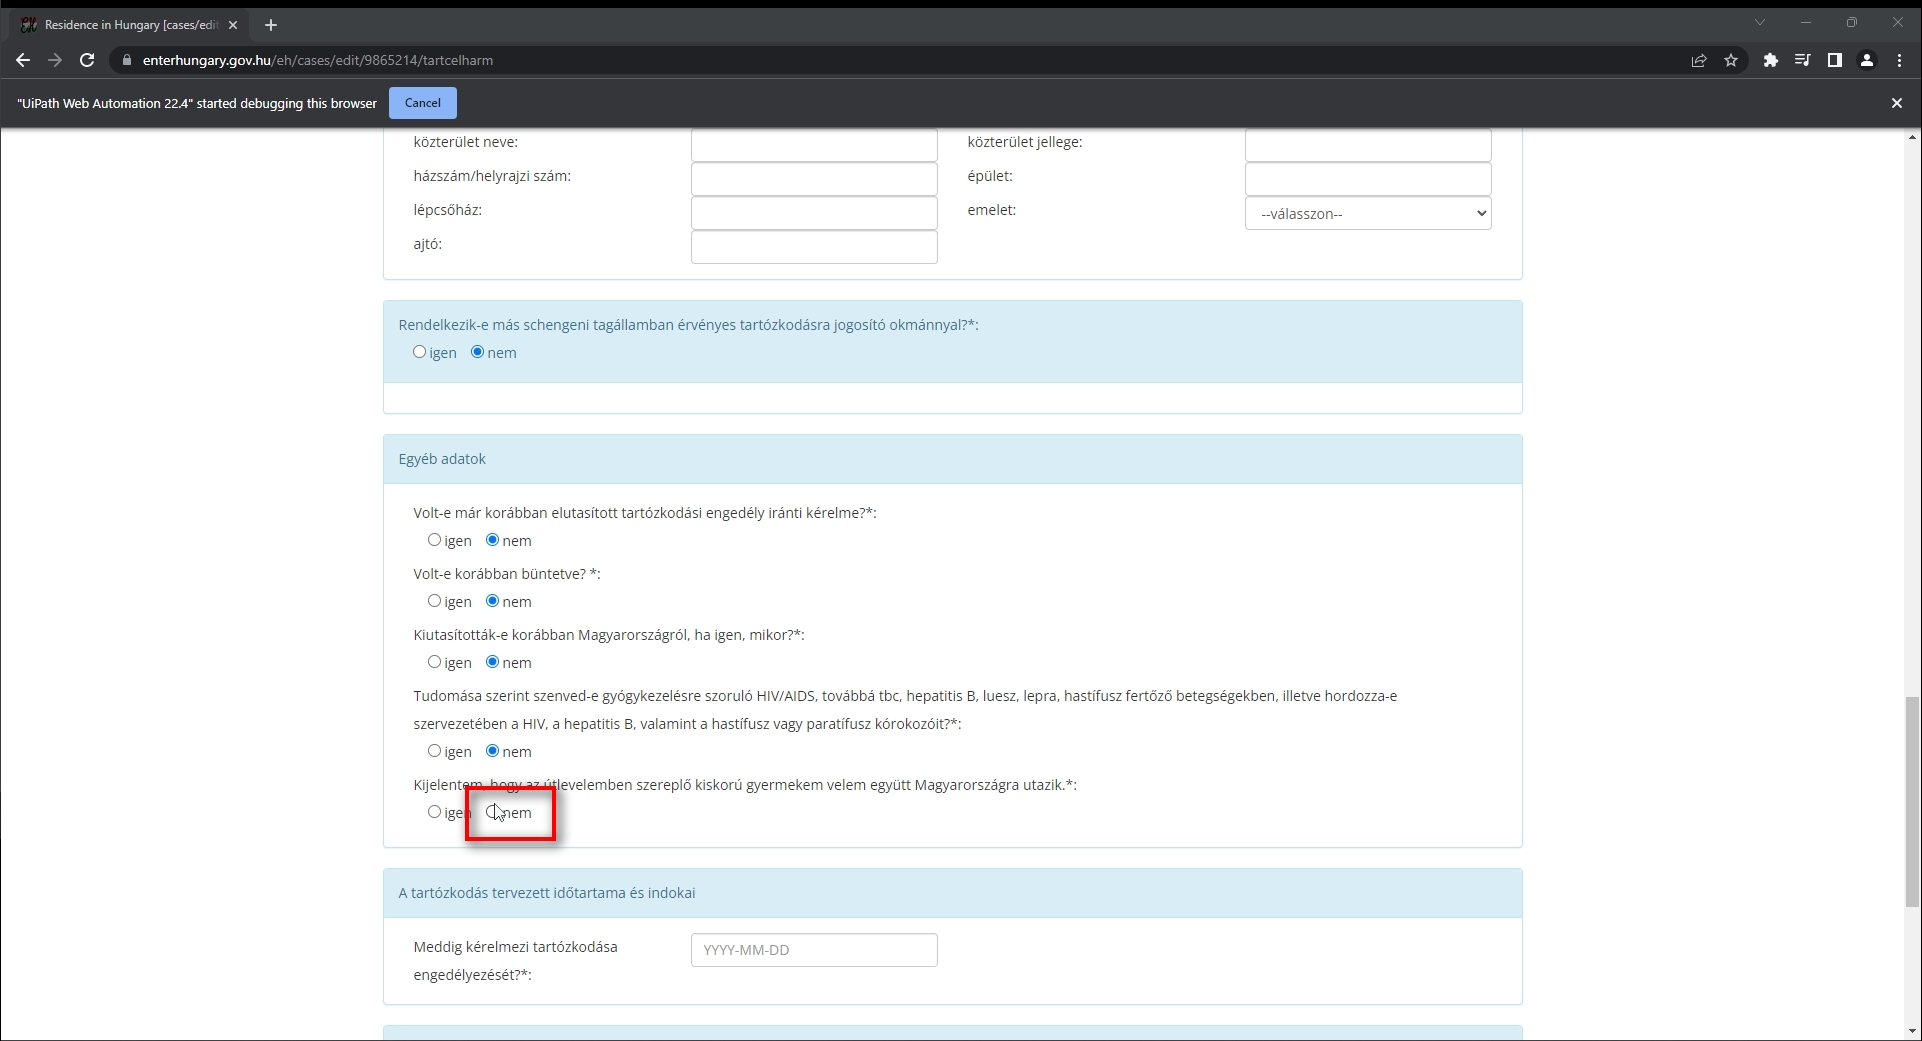 Residence in Hungary [cases/edit
enterhungary.gov.hu/eh/cases/edit/9865214/tartcelharm
"UiPath Web Automation 22.4" started debugging this browser Cancel
közterület neve: közterület jellege:
házszám/helyrajzi szám: épület:
lépcsőház: emelet: --válasszon--
ajtó:
Rendelkezik-e más schengeni tagállamban érvényes tartózkodásra jogosító okmánnyal?*:
igen nem
Egyéb adatok
Volt-e már korábban elutasított tartózkodási engedély iránti kérelme?*:
igen nem
Volt-e korábban büntetve? *:
igen nem
Kiutasították-e korábban Magyarországról, ha igen, mikor?*:
igen nem
Tudomása szerint szenved-e gyógykezelésre szoruló HIV/AIDS, továbbá tbc, hepatitis B, luesz, lepra, hastífusz fertőző betegségekben, illetve hordozza-e
szervezetében a HIV, a hepatitis B, valamint a hastífusz vagy paratífusz kórokozóit?*:
igen nem
Kijelentem, hogy az útlevelemben szereplő kiskorú gyermekem velem együtt Magyarországra utazik.*:
igen nem
A tartózkodás tervezett időtartama és indokai
Meddig kérelmezi tartózkodása YYYY-MM-DD
engedélyezését?*: